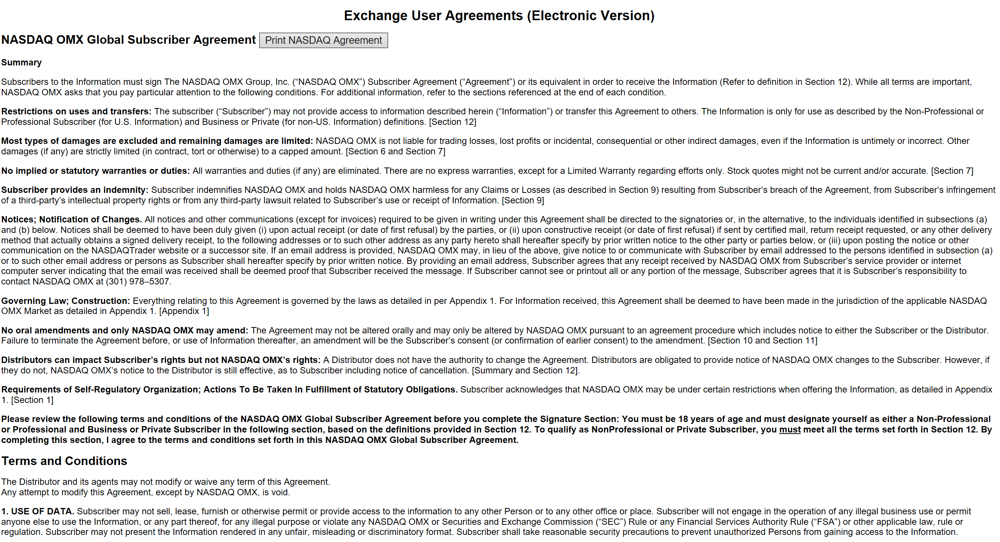 Exchange User Agreements (Electronic Version)
NASDAQ OMX Global Subscriber Agreement Print NASDAQ Agreement
Summary
Subscribers to the Information must sign The NASDAQ OMX Group, Inc. (“NASDAQ OMX”) Subscriber Agreement (“Agreement”) or its equivalent in order to receive the Information (Refer to definition in Section 12). While all terms are important,
NASDAQ OMX asks that you pay particular attention to the following conditions. For additional information, refer to the sections referenced at the end of each condition.
Restrictions on uses and transfers: The subscriber (“Subscriber”) may not provide access to information described herein (“Information”) or transfer this Agreement to others. The Information is only for use as described by the Non-Professional or
Professional Subscriber (for U.S. Information) and Business or Private (for non-US. Information) definitions. [Section 12]
Most types of damages are excluded and remaining damages are limited: NASDAQ OMX is not liable for trading losses, lost profits or incidental, consequential or other indirect damages, even if the Information is untimely or incorrect. Other
damages (if any) are strictly limited (in contract, tort or otherwise) to a capped amount. [Section 6 and Section 7]
No implied or statutory warranties or duties: All warranties and duties (if any) are eliminated. There are no express warranties, except for a Limited Warranty regarding efforts only. Stock quotes might not be current and/or accurate. [Section 7]
Subscriber provides an indemnity: Subscriber indemnifies NASDAQ OMX and holds NASDAQ OMX harmless for any Claims or Losses (as described in Section 9) resulting from Subscriber’s breach of the Agreement, from Subscriber’s infringement
of a third-party’s intellectual property rights or from any third-party lawsuit related to Subscriber’s use or receipt of Information. [Section 9]
Notices; Notification of Changes. All notices and other communications (except for invoices) required to be given in writing under this Agreement shall be directed to the signatories or, in the alternative, to the individuals identified in subsections (a)
and (b) below. Notices shall be deemed to have been duly given (i) upon actual receipt (or date of first refusal) by the parties, or (ii) upon constructive receipt (or date of first refusal) if sent by certified mail, return receipt requested, or any other delivery
method that actually obtains a signed delivery receipt, to the following addresses or to such other address as any party hereto shall hereafter specify by prior written notice to the other party or parties below, or (iii) upon posting the notice or other
communication on the NASDAQTrader website or a successor site. If an email address is provided, NASDAQ OMX may, in lieu of the above, give notice to or communicate with Subscriber by email addressed to the persons identified in subsection (a)
or to such other email address or persons as Subscriber shall hereafter specify by prior written notice. By providing an email address, Subscriber agrees that any receipt received by NASDAQ OMX from Subscriber’s service provider or internet
computer server indicating that the email was received shall be deemed proof that Subscriber received the message. If Subscriber cannot see or printout all or any portion of the message, Subscriber agrees that it is Subscriber’s responsibility to
contact NASDAQ OMX at (301) 978–5307.
Governing Law; Construction: Everything relating to this Agreement is governed by the laws as detailed in per Appendix 1. For Information received, this Agreement shall be deemed to have been made in the jurisdiction of the applicable NASDAQ
OMX Market as detailed in Appendix 1. [Appendix 1]
No oral amendments and only NASDAQ OMX may amend: The Agreement may not be altered orally and may only be altered by NASDAQ OMX pursuant to an agreement procedure which includes notice to either the Subscriber or the Distributor.
Failure to terminate the Agreement before, or use of Information thereafter, an amendment will be the Subscriber’s consent (or confirmation of earlier consent) to the amendment. [Section 10 and Section 11]
Distributors can impact Subscriber’s rights but not NASDAQ OMX’s rights: A Distributor does not have the authority to change the Agreement. Distributors are obligated to provide notice of NASDAQ OMX changes to the Subscriber. However, if
they do not, NASDAQ OMX’s notice to the Distributor is still effective, as to Subscriber including notice of cancellation. [Summary and Section 12].
Requirements of Self-Regulatory Organization; Actions To Be Taken In Fulfillment of Statutory Obligations. Subscriber acknowledges that NASDAQ OMX may be under certain restrictions when offering the Information, as detailed in Appendix
1. [Section 1]
Please review the following terms and conditions of the NASDAQ OMX Global Subscriber Agreement before you complete the Signature Section: You must be 18 years of age and must designate yourself as either a Non-Professional
or Professional and Business or Private Subscriber in the following section, based on the definitions provided in Section 12. To qualify as NonProfessional or Private Subscriber, you must meet all the terms set forth in Section 12. By
completing this section, I agree to the terms and conditions set forth in this NASDAQ OMX Global Subscriber Agreement.
Terms and Conditions
The Distributor and its agents may not modify or waive any term of this Agreement.
Any attempt to modify this Agreement, except by NASDAQ OMX, is void.
1. USE OF DATA. Subscriber may not sell, lease, furnish or otherwise permit or provide access to the information to any other Person or to any other office or place. Subscriber will not engage in the operation of any illegal business use or permit
anyone else to use the Information, or any part thereof, for any illegal purpose or violate any NASDAQ OMX or Securities and Exchange Commission (“SEC”) Rule or any Financial Services Authority Rule (“FSA”) or other applicable law, rule or
regulation. Subscriber may not present the Information rendered in any unfair, misleading or discriminatory format. Subscriber shall take reasonable security precautions to prevent unauthorized Persons from gaining access to the Information.